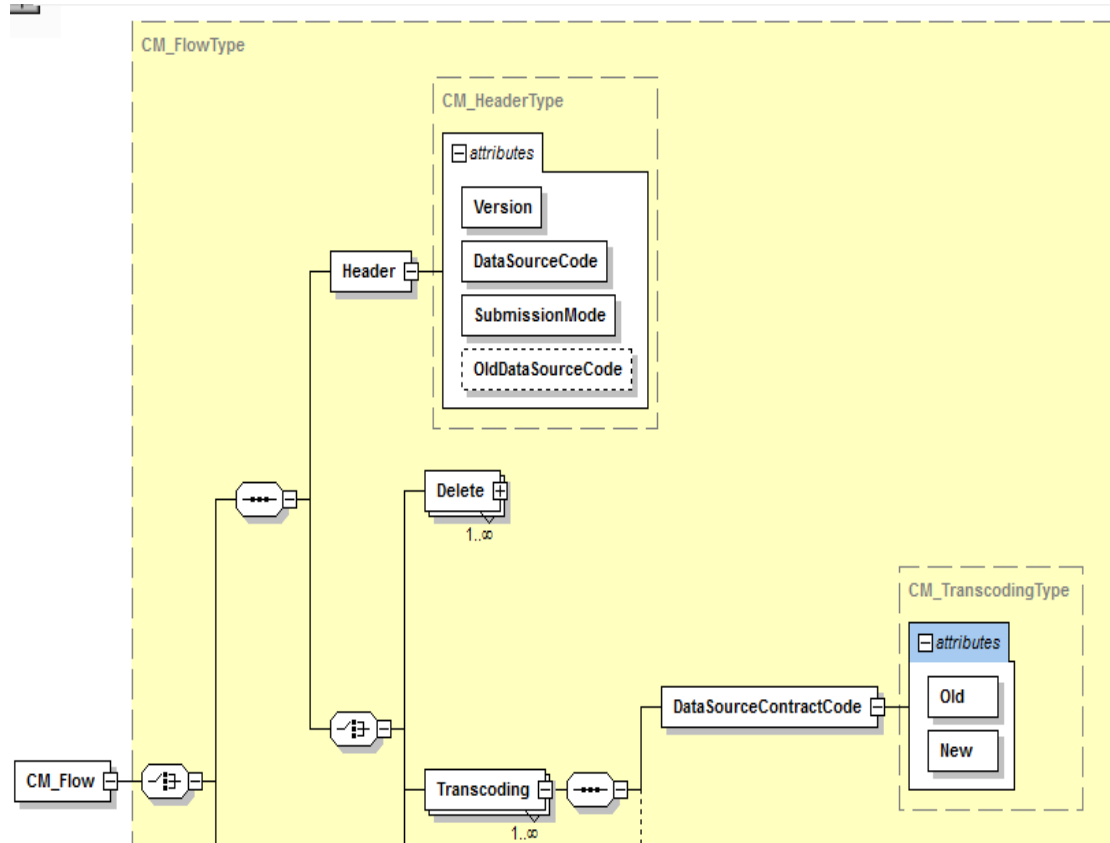 CM_FlowType
CM_HeaderType
attributes
Version
DataSourceCode
SubmissionMode
OldDataSourceCode
Header
Delete
1..∞
CM_TranscodingType
attributes
Old
New
DataSourceContractCode
CM_Flow
Transcoding
1..∞